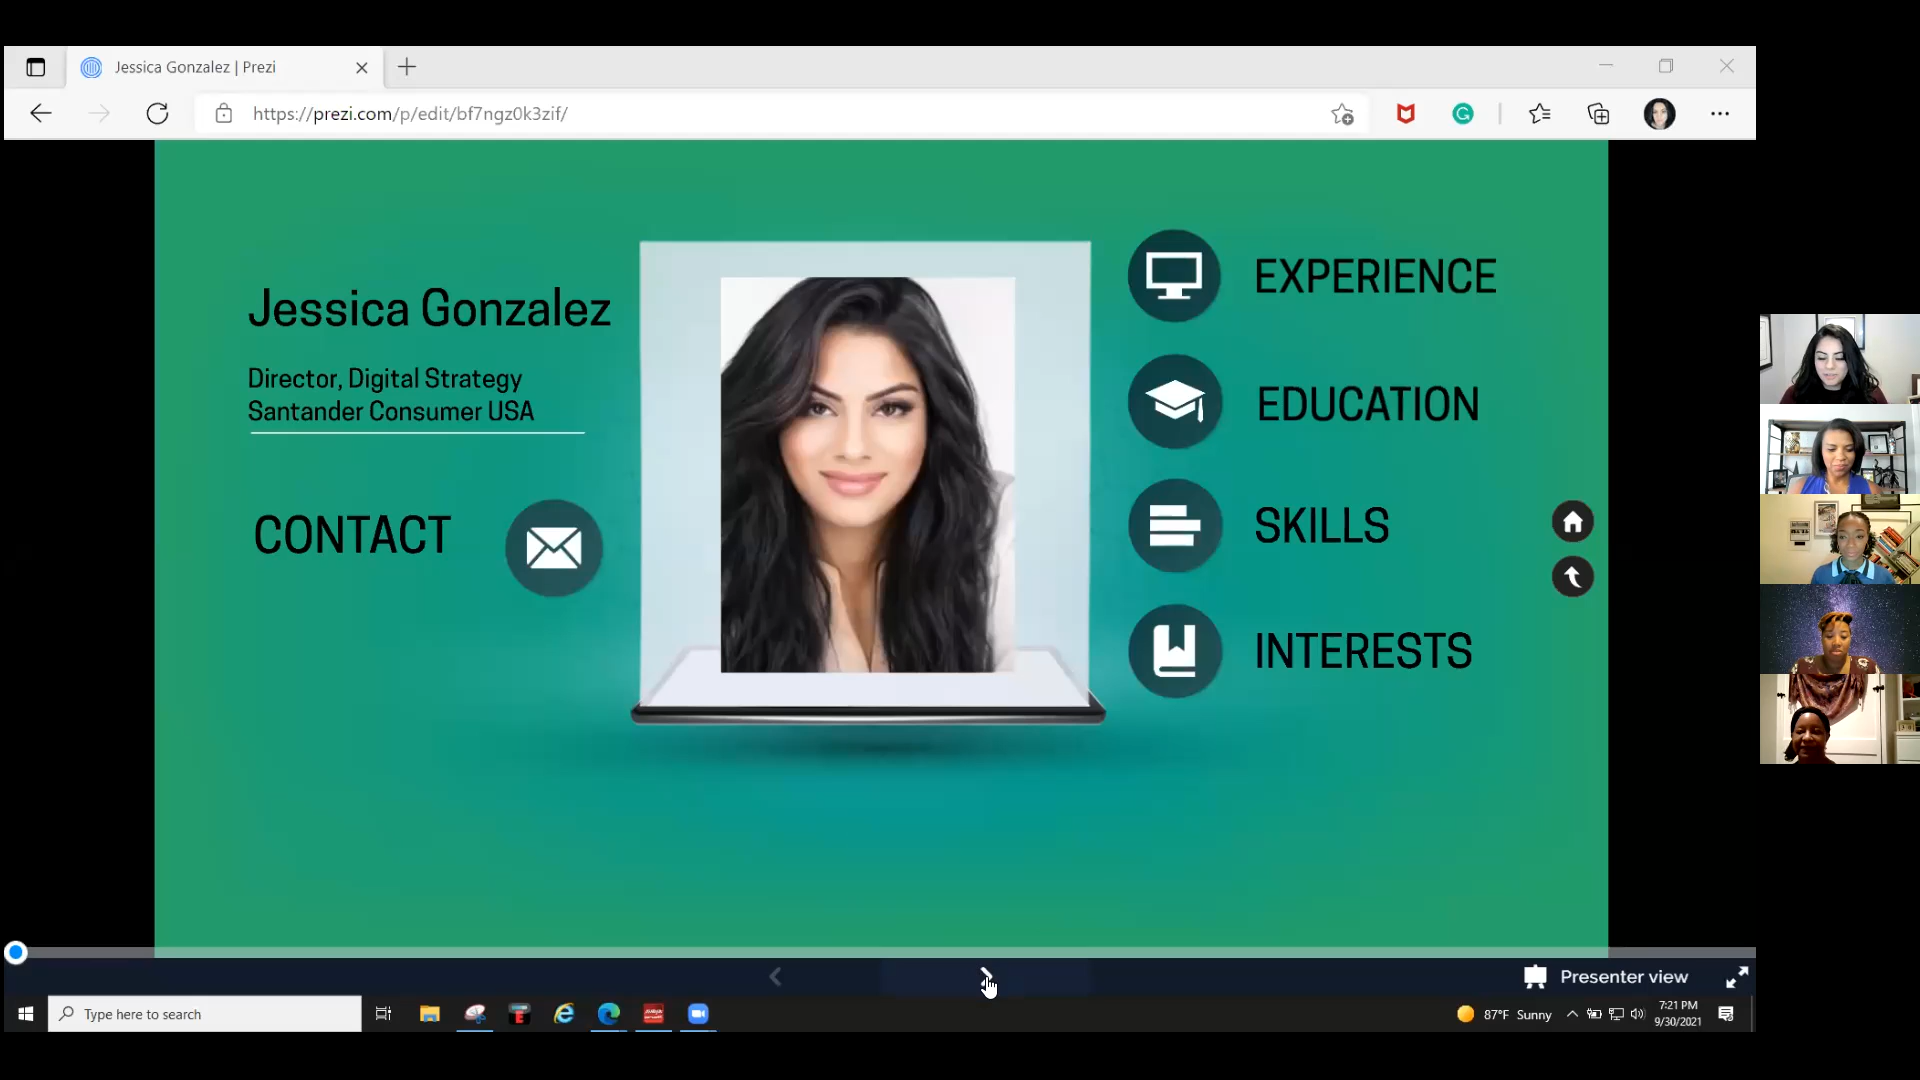 Jessica Gonzalez | Prezi
https://prezi.com/p/edit/bf7ngz0k3zif/
Jessica Gonzalez
Director, Digital Strategy
Santander Consumer USA
CONTACT
EXPERIENCE
EDUCATION
SKILLS
INTERESTS
Presenter view
Type here to search
87°F Sunny
7:21 PM
9/30/2021